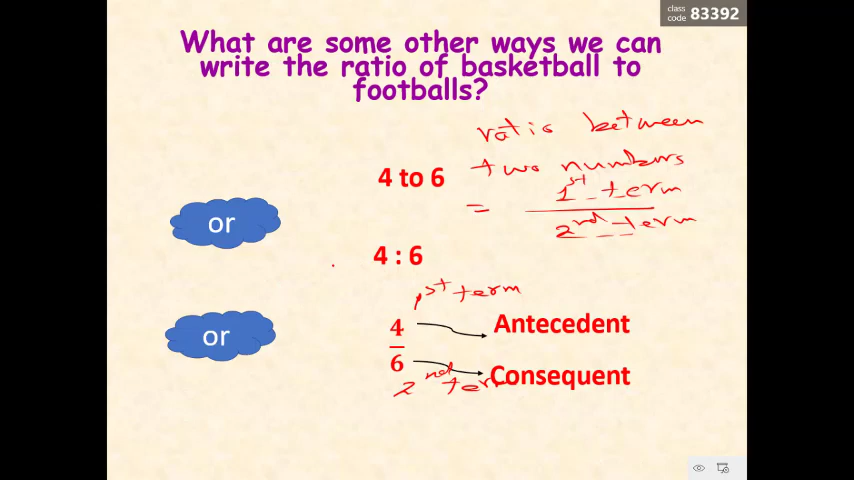 class
code 83392
What are some other ways we can
write the ratio of basketball to
footballs?
ratio between
two numbers
4 to 6
= 1st term
2nd term
or
4 : 6
1st term
4
Antecedent
or
6
Consequent
2nd term